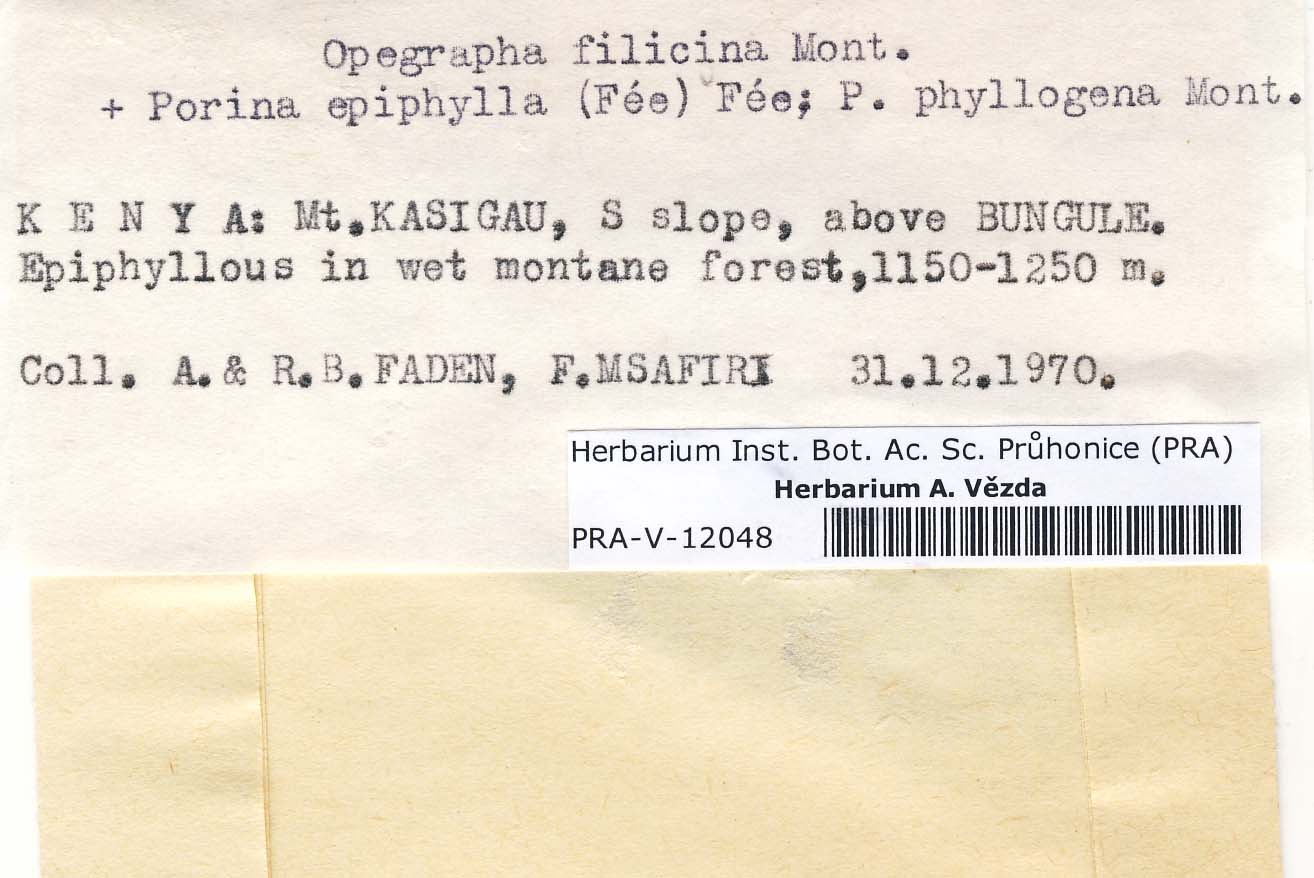 Opegrapha filicina Mont.
+ Porina epiphylla (Fée) Fée; P. phyllogena Mont.
K E N Y A: Mt.KASIGAU, S slope, above BUNGULE.
Epiphyllous in wet montane forest,1150-1250 m.
Coll. A.& R.B.FADEN, F.MSAFIRI 31.12.1970.
Herbarium Inst. Bot. Ac. Sc. Průhonice (PRA)
Herbarium A. Vězda
PRA-V-12048